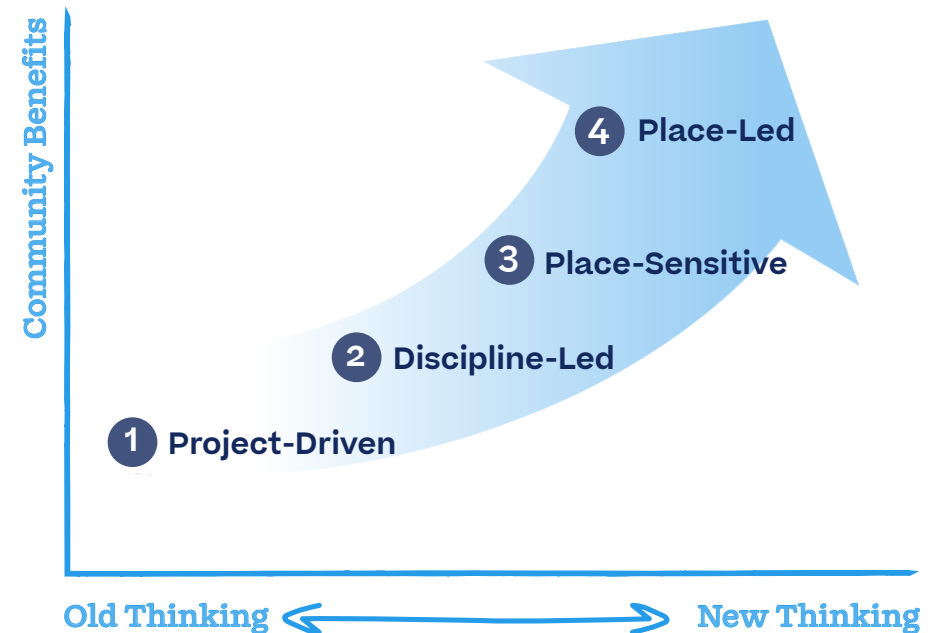 Community Benefits
4 Place-Led
3 Place-Sensitive
2 Discipline-Led
1 Project-Driven
Old Thinking
New Thinking